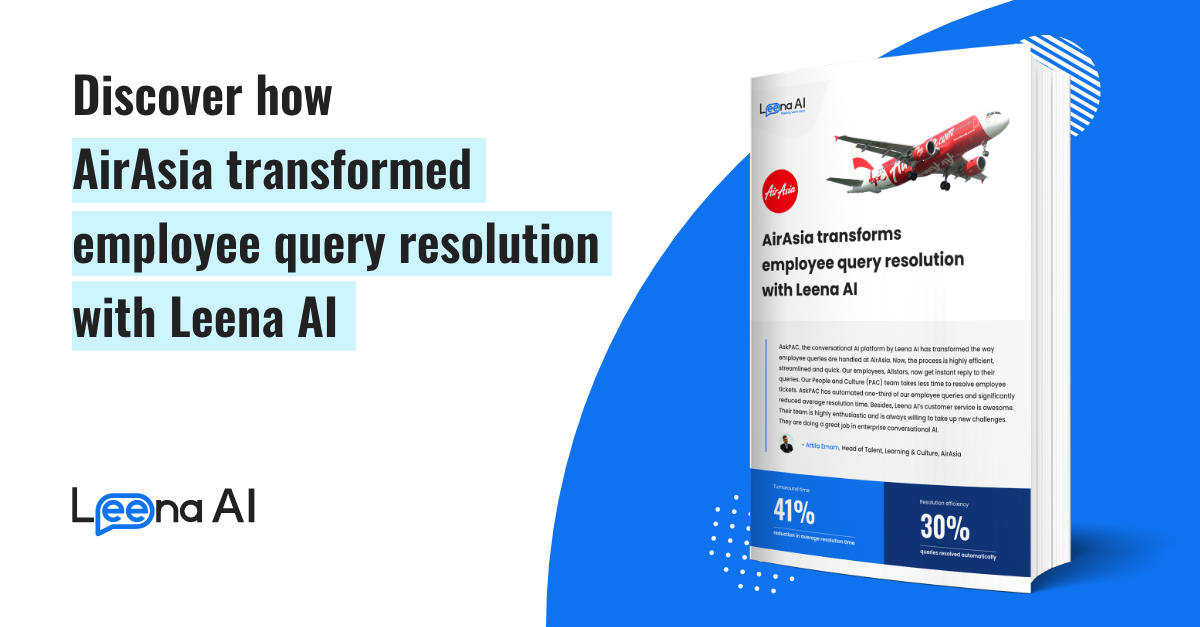 Discover how
AirAsia transformed
employee query resolution
with Leena AI
Leena AI
Leena AI
AirAsia
AirAsia transforms
employee query resolution
with Leena AI
AskPAC, the conversational AI platform by Leena AI has transformed the way
employee queries are handled at AirAsia. Now, the process is highly efficient,
streamlined and quick. Our employees, Allstars, now get instant reply to their
queries. Our People and Culture (PAC) team takes less time to resolve employee
tickets. AskPAC has automated one-third of our employee queries and significantly
reduced average resolution time. Besides, Leena AI's customer service is awesome.
Their team is highly enthusiastic and is always willing to take up new challenges.
They are doing a great job in enterprise conversational AI.
- Attila Emam, Head of Talent, Learning & Culture, AirAsia
Turnaround time
41%
reduction in average resolution time
Resolution efficiency
30%
queries resolved automatically